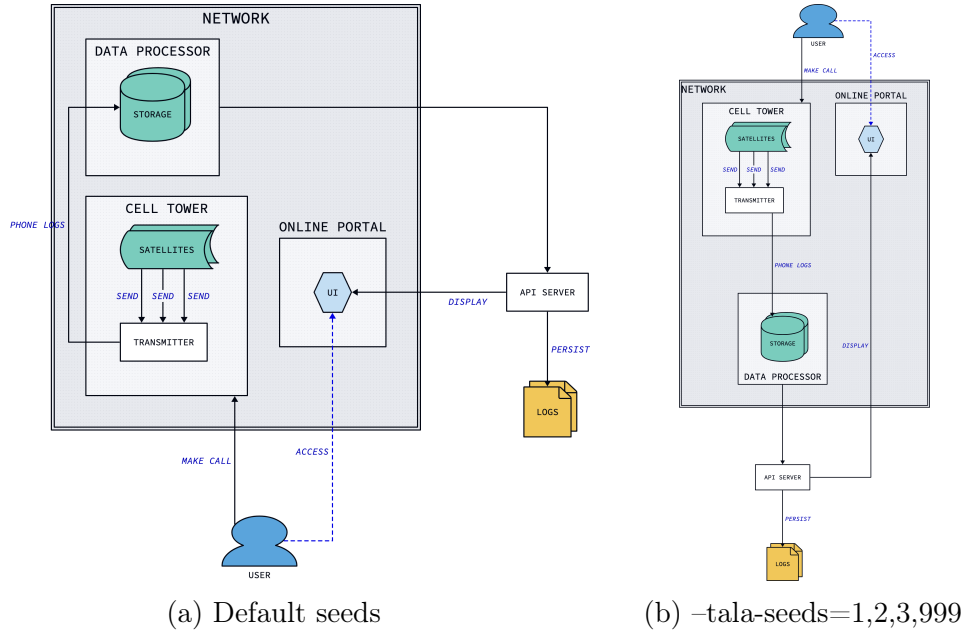 NETWORK
DATA PROCESSOR
STORAGE
PHONE LOGS
CELL TOWER
SATELLITES
SEND SEND SEND
TRANSMITTER
ONLINE PORTAL
UI
DISPLAY
API SERVER
PERSIST
LOGS
MAKE CALL
ACCESS
USER
(a) Default seeds
USER
ACCESS
MAKE CALL
NETWORK
ONLINE PORTAL
CELL TOWER
SATELLITES
UI
SEND SEND SEND
TRANSMITTER
PHONE LOGS
STORAGE
DISPLAY
DATA PROCESSOR
API SERVER
PERSIST
LOGS
(b) –tala-seeds=1,2,3,999